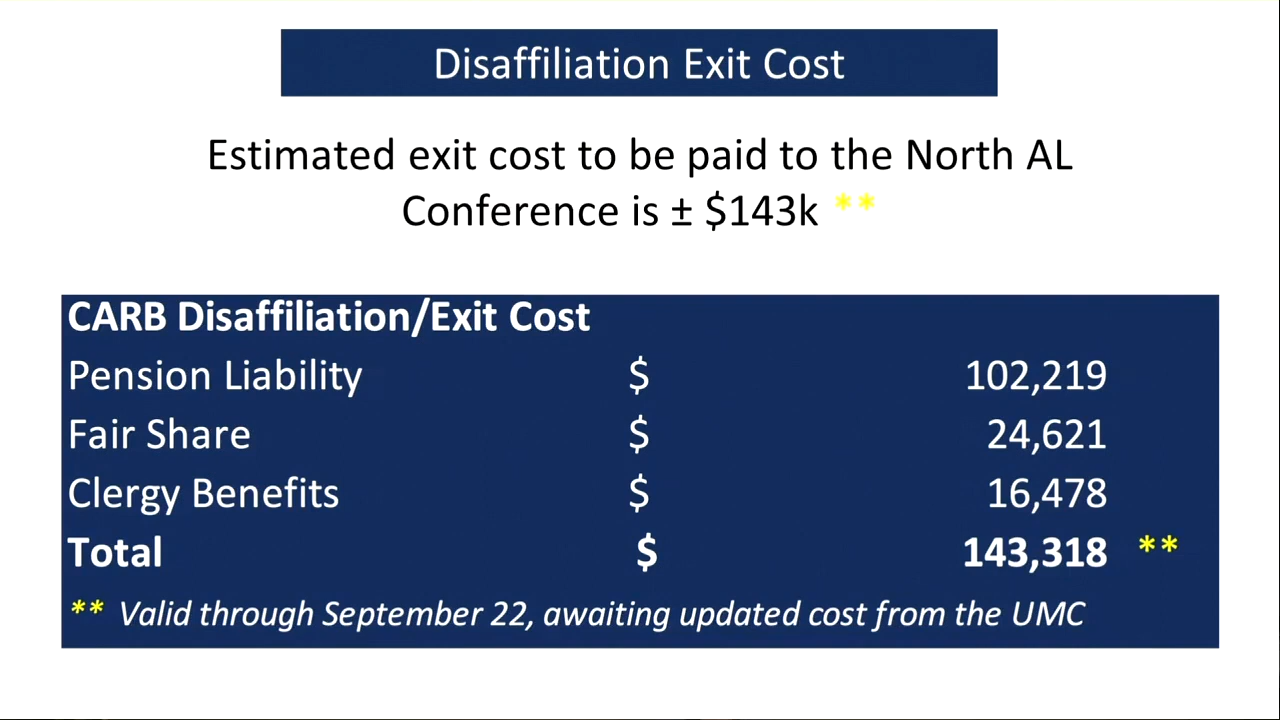 Disaffiliation Exit Cost
Estimated exit cost to be paid to the North AL
Conference is ± $143k **
CARB Disaffiliation/Exit Cost
Pension Liability $ 102,219
Fair Share $ 24,621
Clergy Benefits $ 16,478
Total $ 143,318 **
** Valid through September 22, awaiting updated cost from the UMC